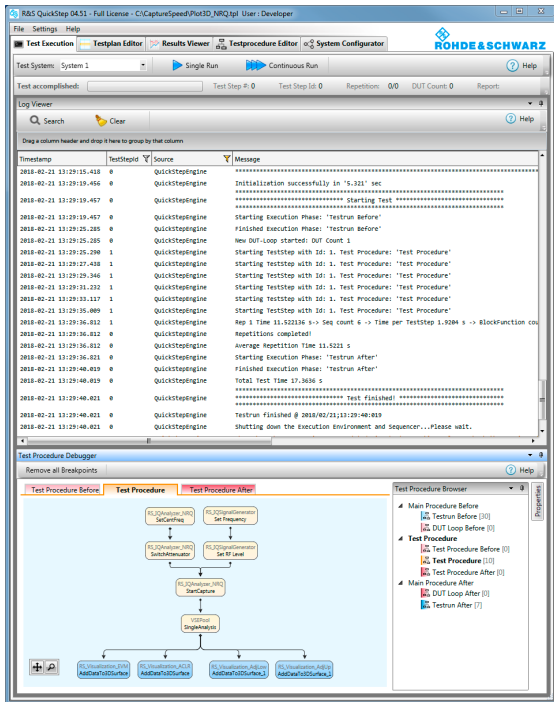 R&S QuickStep 04.51 - Full License - C:\CaptureSpeed\Plot3D_NRQ.tpl User : Developer
File Settings Help
Test Execution Testplan Editor Results Viewer Testprocedure Editor System Configurator
ROHDE & SCHWARZ
Test System: System 1 Single Run Continuous Run Help
Test accomplished: Test Step #: 0 Test Step Id: 0 Repetition: 0/0 DUT Count: 0 Report:
Log Viewer
Search Clear Help
Drag a column header and drop it here to group by that column
Timestamp TestStepId Source Message
2018-02-21 13:29:15.418 0 QuickStepEngine ******************************************************************************
2018-02-21 13:29:19.456 0 QuickStepEngine Initialization successfully in '5.321' sec
******************************************************************************
2018-02-21 13:29:19.457 0 QuickStepEngine ******************************* Starting Test *******************************
******************************************************************************
2018-02-21 13:29:19.457 0 QuickStepEngine Starting Execution Phase: 'Testrun Before'
2018-02-21 13:29:25.285 0 QuickStepEngine Finished Execution Phase: 'Testrun Before'
2018-02-21 13:29:25.285 0 QuickStepEngine New DUT-Loop started: DUT Count 1
2018-02-21 13:29:25.290 1 QuickStepEngine Starting TestStep with Id: 1. Test Procedure: 'Test Procedure'
2018-02-21 13:29:27.438 1 QuickStepEngine Starting TestStep with Id: 1. Test Procedure: 'Test Procedure'
2018-02-21 13:29:29.346 1 QuickStepEngine Starting TestStep with Id: 1. Test Procedure: 'Test Procedure'
2018-02-21 13:29:31.232 1 QuickStepEngine Starting TestStep with Id: 1. Test Procedure: 'Test Procedure'
2018-02-21 13:29:33.117 1 QuickStepEngine Starting TestStep with Id: 1. Test Procedure: 'Test Procedure'
2018-02-21 13:29:35.009 1 QuickStepEngine Starting TestStep with Id: 1. Test Procedure: 'Test Procedure'
2018-02-21 13:29:36.812 1 QuickStepEngine Rep 1 Time 11.522136 s-> Seq count 6 -> Time per TestStep 1.9204 s -> BlockFunction cou
2018-02-21 13:29:36.812 0 QuickStepEngine Repetitions completed!
2018-02-21 13:29:36.812 0 QuickStepEngine Average Repetition Time 11.5221 s
2018-02-21 13:29:36.821 0 QuickStepEngine Starting Execution Phase: 'Testrun After'
2018-02-21 13:29:40.019 0 QuickStepEngine Finished Execution Phase: 'Testrun After'
2018-02-21 13:29:40.019 0 QuickStepEngine Total Test Time 17.3636 s
******************************************************************************
2018-02-21 13:29:40.021 0 QuickStepEngine ******************************* Test finished! *******************************
******************************************************************************
2018-02-21 13:29:40.021 0 QuickStepEngine Testrun finished @ 2018/02/21;13:29:40:019
2018-02-21 13:29:40.021 0 QuickStepEngine Shutting down the Execution Environment and Sequencer...Please wait.
Test Procedure Debugger
Remove all Breakpoints Help
Test Procedure Before Test Procedure Test Procedure After
RS_IQAnalyzer_NRQ
SetCentFreq
RS_IQSignalGenerator
Set Frequency
RS_IQAnalyzer_NRQ
SwitchAttenuator
RS_IQSignalGenerator
Set RF Level
RS_IQAnalyzer_NRQ
StartCapture
VSEPool
SingleAnalysis
RS_Visualization_EVM
AddDataTo3DSurface
RS_Visualization_ACLR
AddDataTo3DSurface
RS_Visualization_AdjLow
AddDataTo3DSurface_1
RS_Visualization_AdjUp
AddDataTo3DSurface_1
Test Procedure Browser
Main Procedure Before
Testrun Before [30]
DUT Loop Before [0]
Test Procedure
Test Procedure Before [0]
Test Procedure [10]
Test Procedure After [0]
Main Procedure After
DUT Loop After [0]
Testrun After [7]
Properties